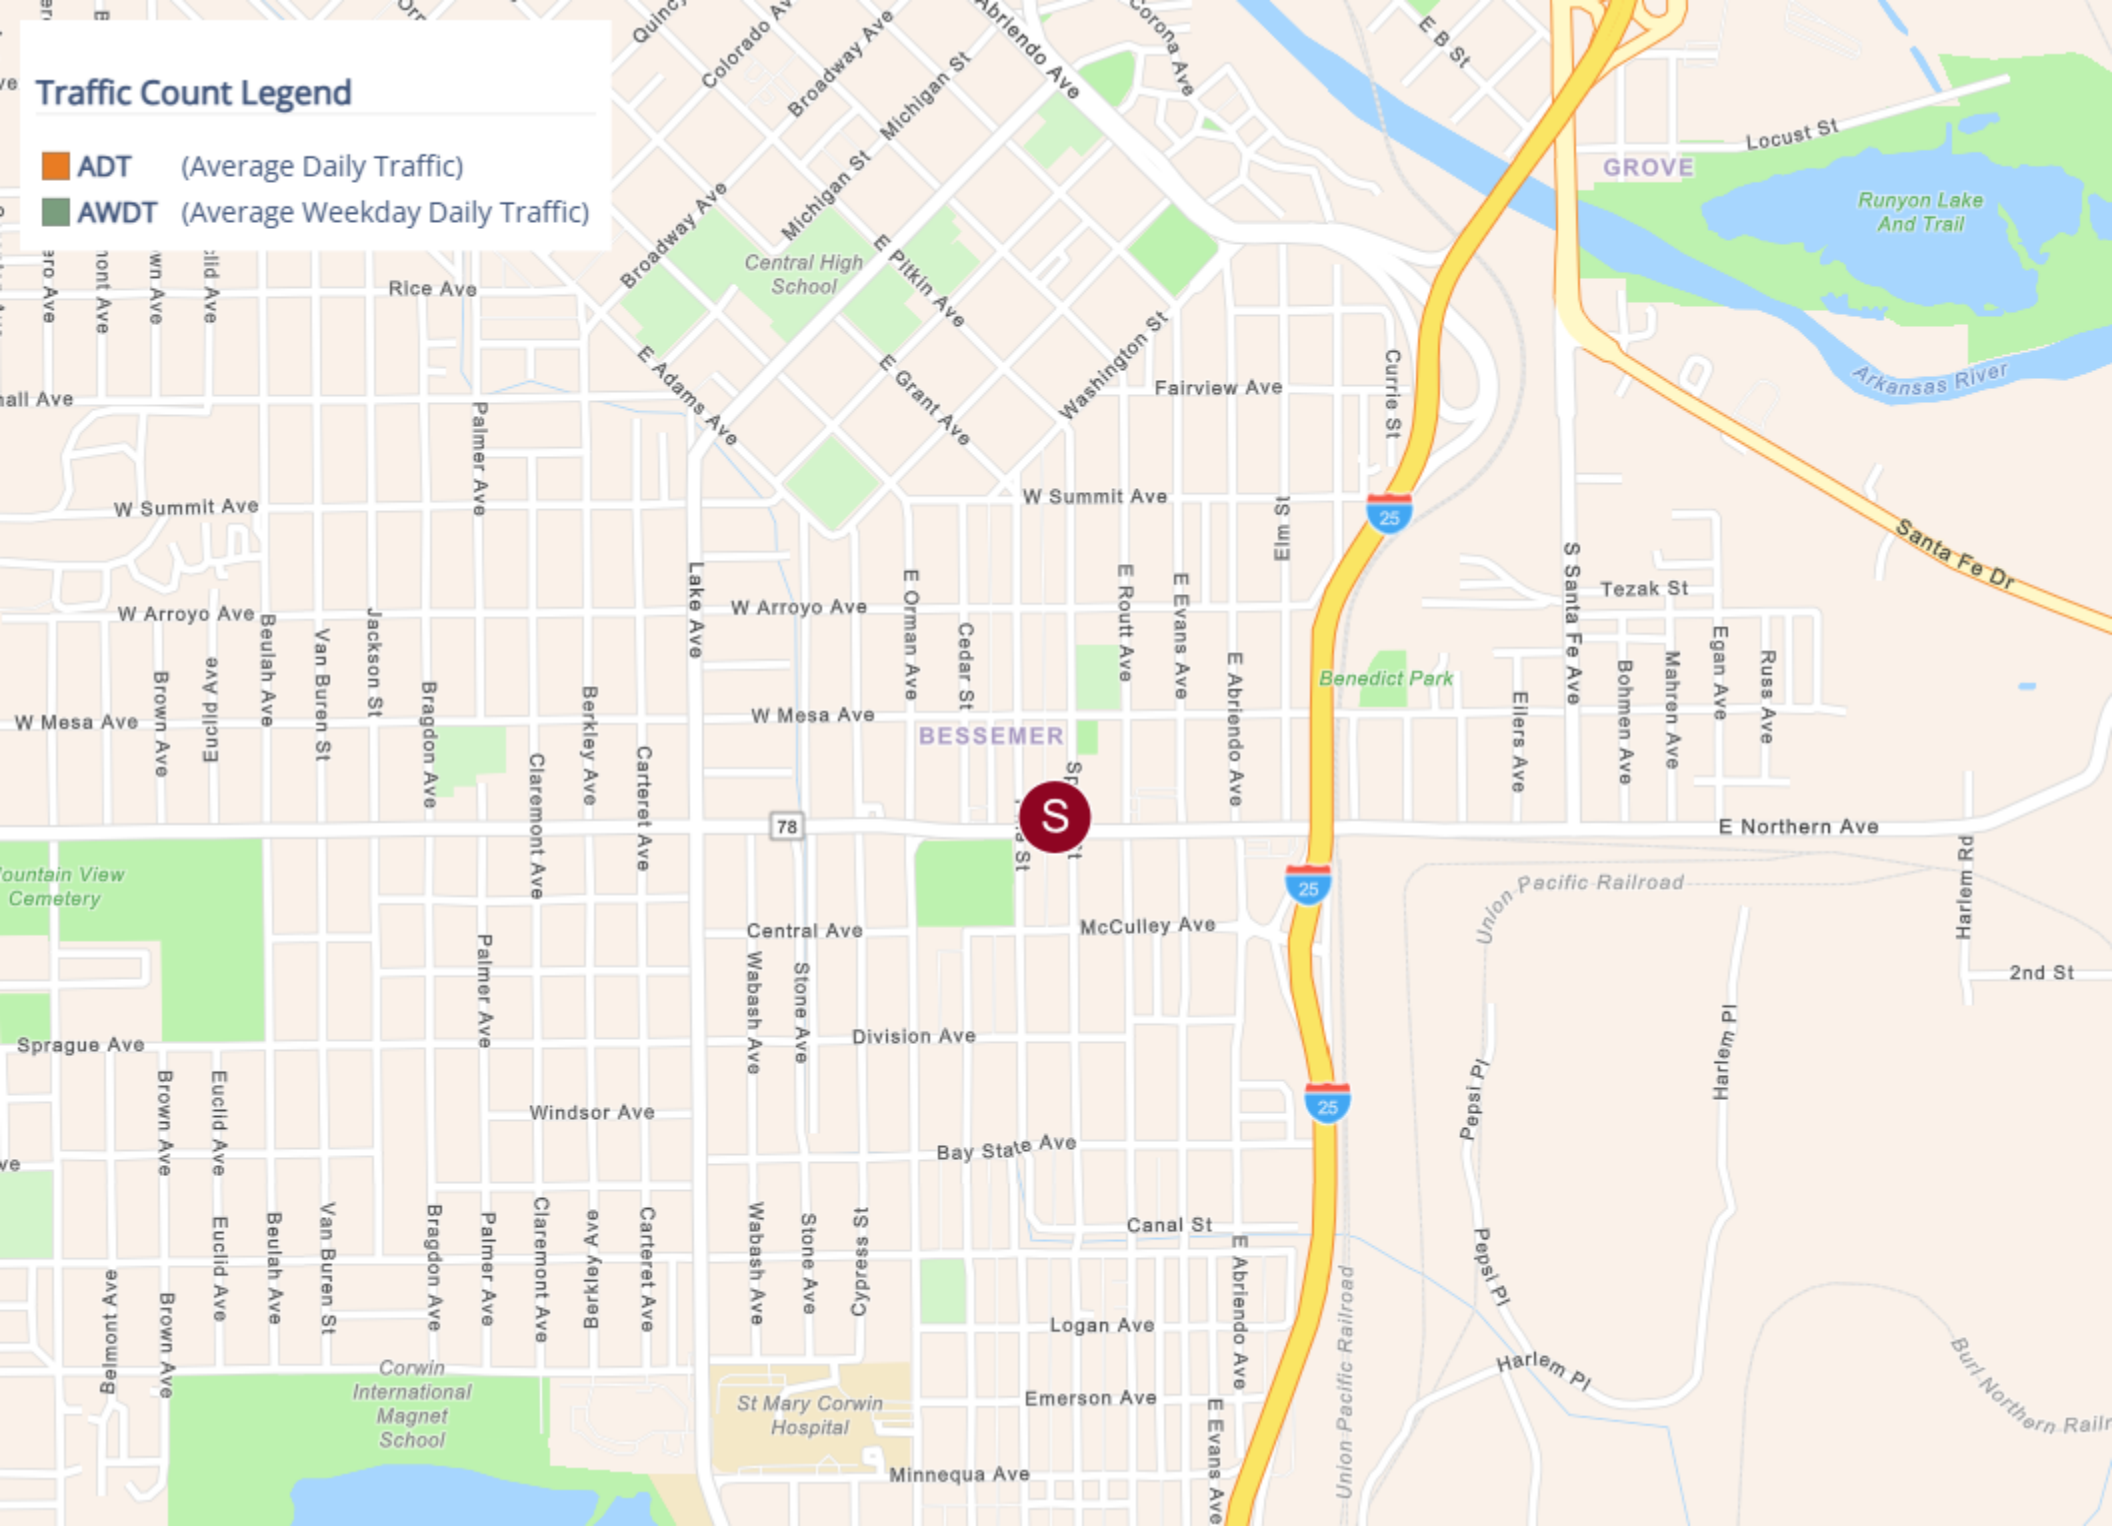 Traffic Count Legend
ADT (Average Daily Traffic)
AWDT (Average Weekday Daily Traffic)
Quincy
Colorado Av
Broadway Ave
Michigan St
Abriendo Ave
Corona Ave
E B St
Locust St
GROVE
Runyon Lake
And Trail
Arkansas River
Broadway Ave
Michigan St
Central High
School
E Pitkin Ave
Rice Ave
E Adams Ave
E Grant Ave
Washington St
Fairview Ave
Currie St
Palmer Ave
W Summit Ave
W Summit Ave
25
Elm St
Santa Fe Dr
S Santa Fe Ave
Tezak St
W Arroyo Ave
Beulah Ave
Van Buren St
Jackson St
Lake Ave
W Arroyo Ave
E Orman Ave
Cedar St
E Routt Ave
E Evans Ave
E Abriendo Ave
Benedict Park
Eilers Ave
Bohmen Ave
Mahren Ave
Egan Ave
Russ Ave
W Mesa Ave
Brown Ave
Euclid Ave
Bragdon Ave
Claremont Ave
Berkley Ave
Carteret Ave
W Mesa Ave
BESSEMER
S
78
E Northern Ave
Mountain View
Cemetery
25
Union Pacific Railroad
Harlem Rd
2nd St
Central Ave
McCulley Ave
Palmer Ave
Wabash Ave
Stone Ave
Division Ave
Sprague Ave
Brown Ave
Euclid Ave
Windsor Ave
25
Pepsi Pl
Harlem Pl
Bay State Ave
Canal St
Belmont Ave
Brown Ave
Euclid Ave
Beulah Ave
Van Buren St
Bragdon Ave
Palmer Ave
Claremont Ave
Berkley Ave
Carteret Ave
Wabash Ave
Stone Ave
Cypress St
E Abriendo Ave
Union Pacific Railroad
Pepsi Pl
Logan Ave
Harlem Pl
Corwin
International
Magnet
School
St Mary Corwin
Hospital
Emerson Ave
E Evans Ave
Minnequa Ave
Burl-Northern Railr